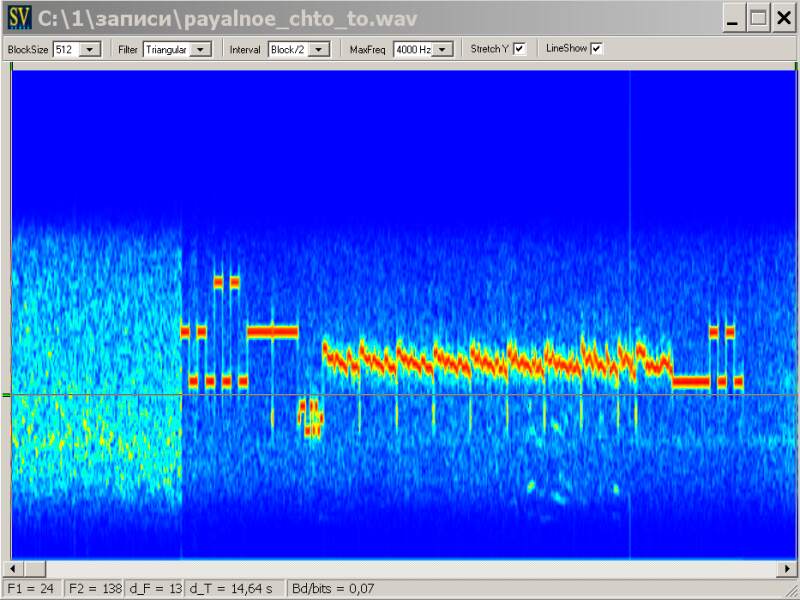 SV C:\1\записи\payalnoe_chto_to.wav
BlockSize 512 Filter Triangular Interval Block/2 MaxFreq 4000 Hz Stretch Y LineShow
F1 = 24 F2 = 138 d_F = 13 d_T = 14,64 s Bd/bits = 0,07